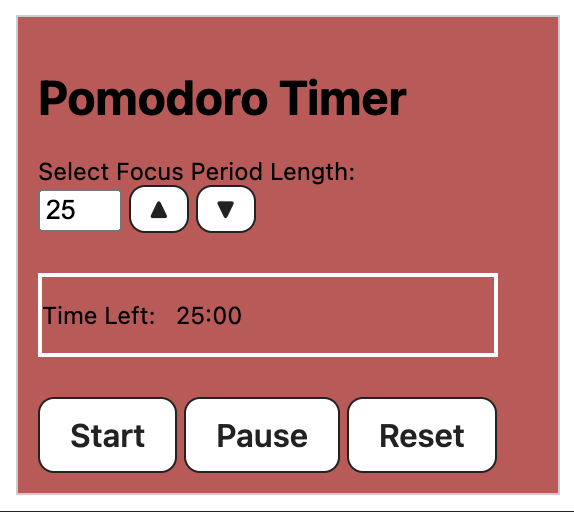 Pomodoro Timer
Select Focus Period Length:
25 ▲ ▼
Time Left: 25:00
Start Pause Reset